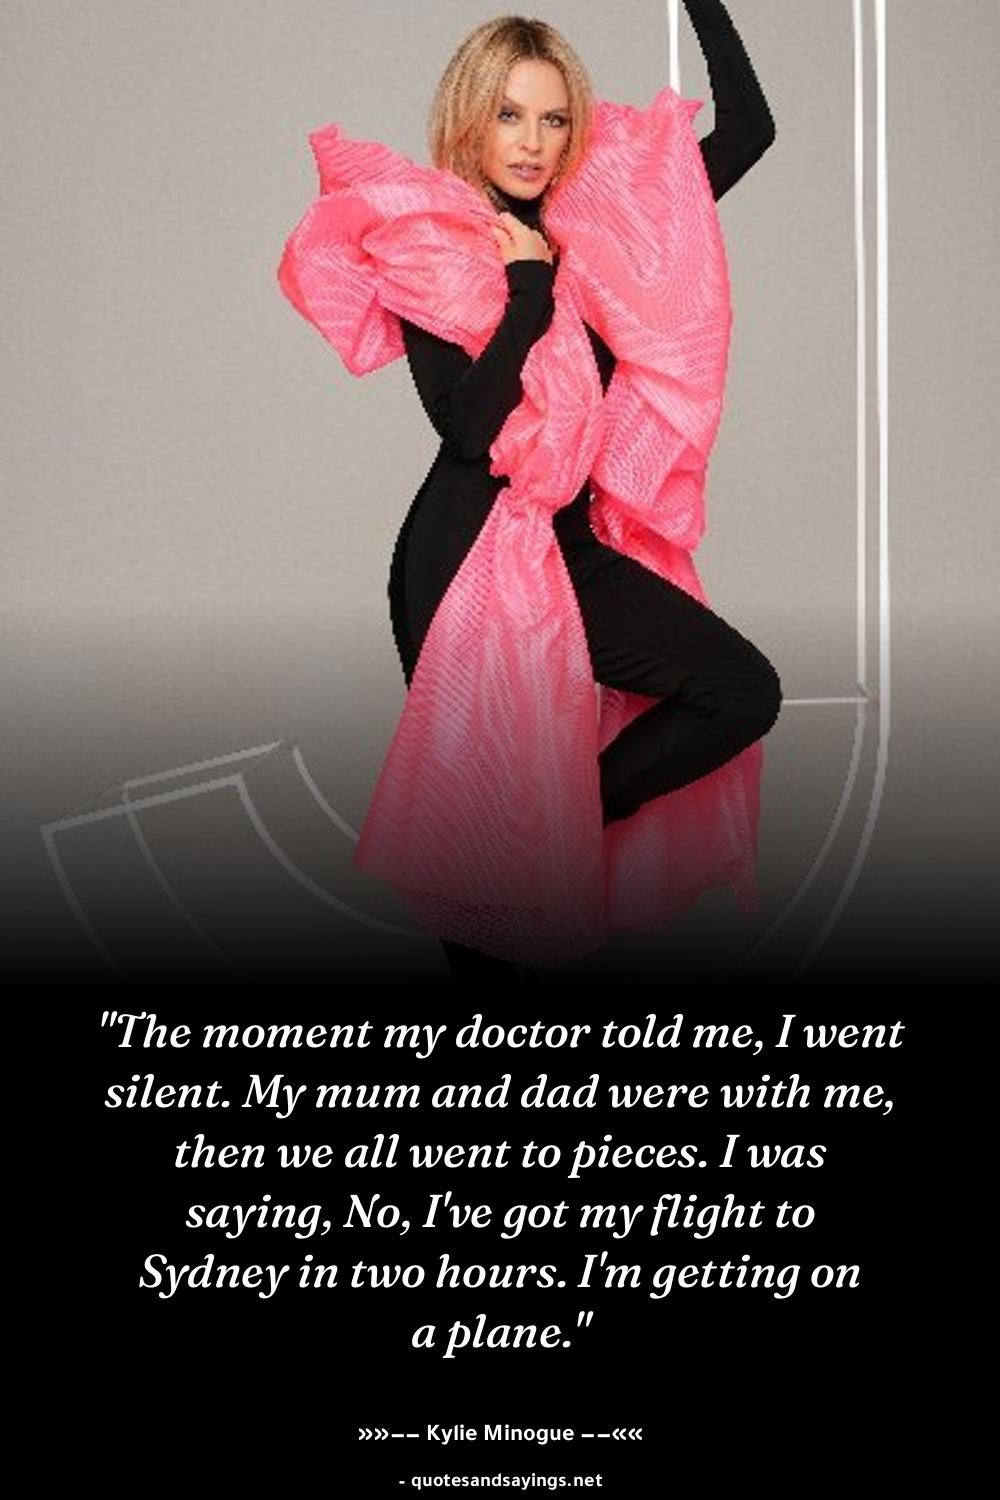 "The moment my doctor told me, I went
silent. My mum and dad were with me,
then we all went to pieces. I was
saying, No, I've got my flight to
Sydney in two hours. I'm getting on
a plane."
»»-- Kylie Minogue --««
- quotesandsayings.net